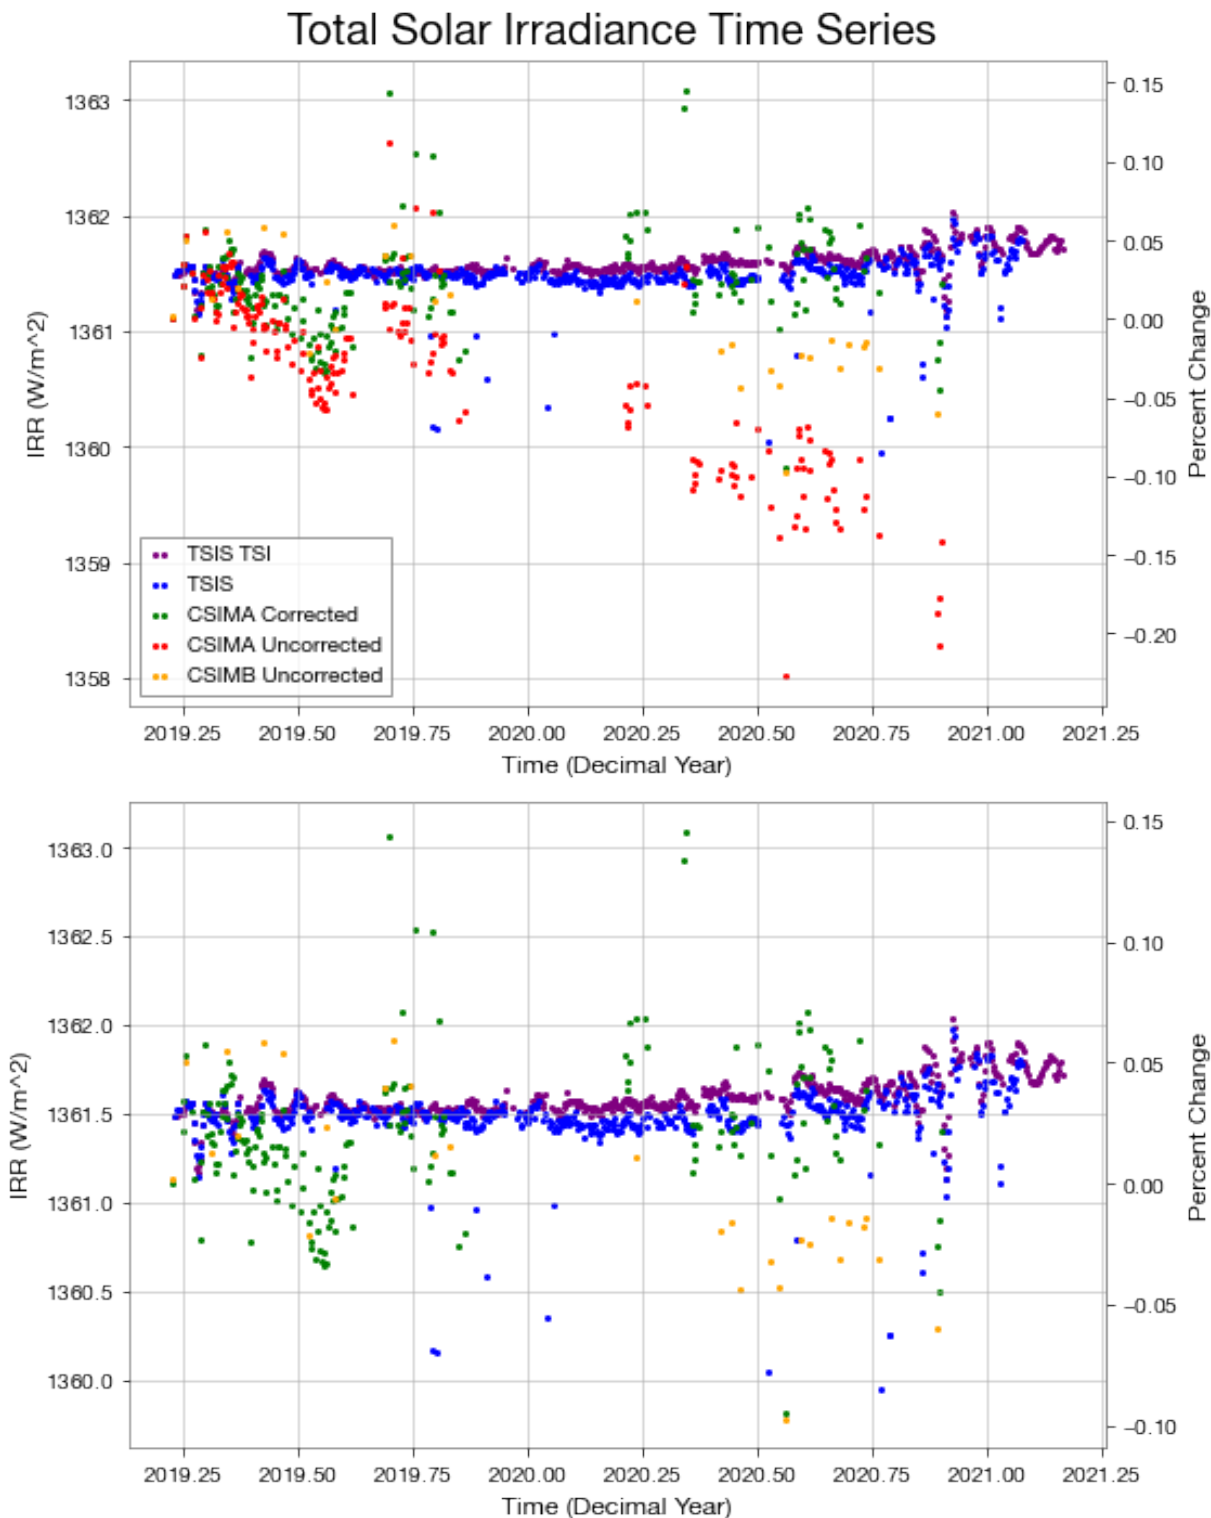 Total Solar Irradiance Time Series
1363
1362
1361
1360
1359
1358
IRR (W/m^2)
0.15
0.10
0.05
0.00
−0.05
−0.10
−0.15
−0.20
Percent Change
TSIS TSI
TSIS
CSIMA Corrected
CSIMA Uncorrected
CSIMB Uncorrected
2019.25 2019.50 2019.75 2020.00 2020.25 2020.50 2020.75 2021.00 2021.25
Time (Decimal Year)
1363.0
1362.5
1362.0
1361.5
1361.0
1360.5
1360.0
IRR (W/m^2)
0.15
0.10
0.05
0.00
−0.05
−0.10
Percent Change
2019.25 2019.50 2019.75 2020.00 2020.25 2020.50 2020.75 2021.00 2021.25
Time (Decimal Year)